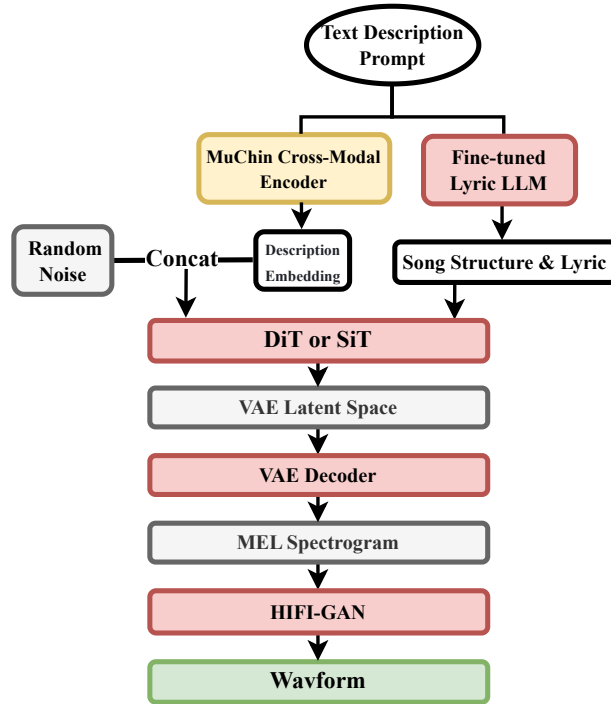 Text Description
Prompt
MuChin Cross-Modal
Encoder
Fine-tuned
Lyric LLM
Random
Noise
Concat
Description
Embedding
Song Structure & Lyric
DiT or SiT
VAE Latent Space
VAE Decoder
MEL Spectrogram
HIFI-GAN
Wavform